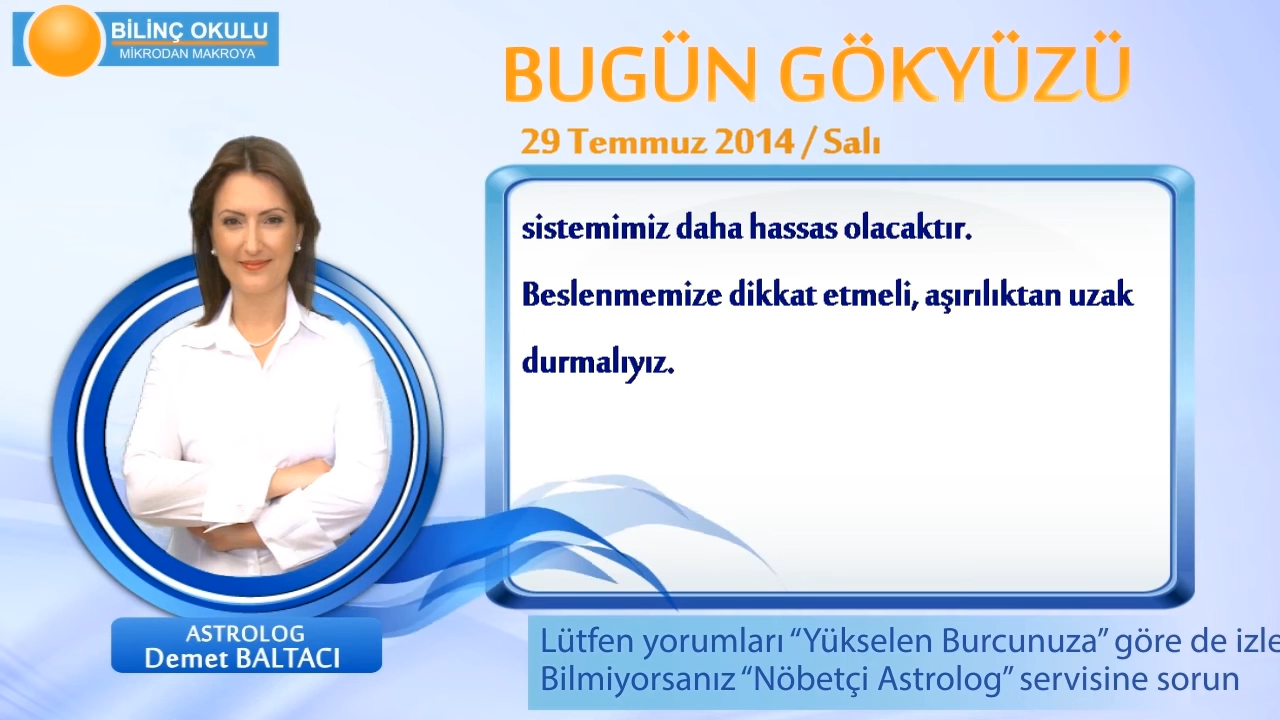 BİLİNÇ OKULU
MİKRODAN MAKROYA
BUGÜN GÖKYÜZÜ
29 Temmuz 2014 / Salı
sistemimiz daha hassas olacaktır.
Beslenmemize dikkat etmeli, aşırılıktan uzak
durmalıyız.
ASTROLOG
Demet BALTACI
Lütfen yorumları “Yükselen Burcunuza” göre de izle
Bilmiyorsanız “Nöbetçi Astrolog” servisine sorun